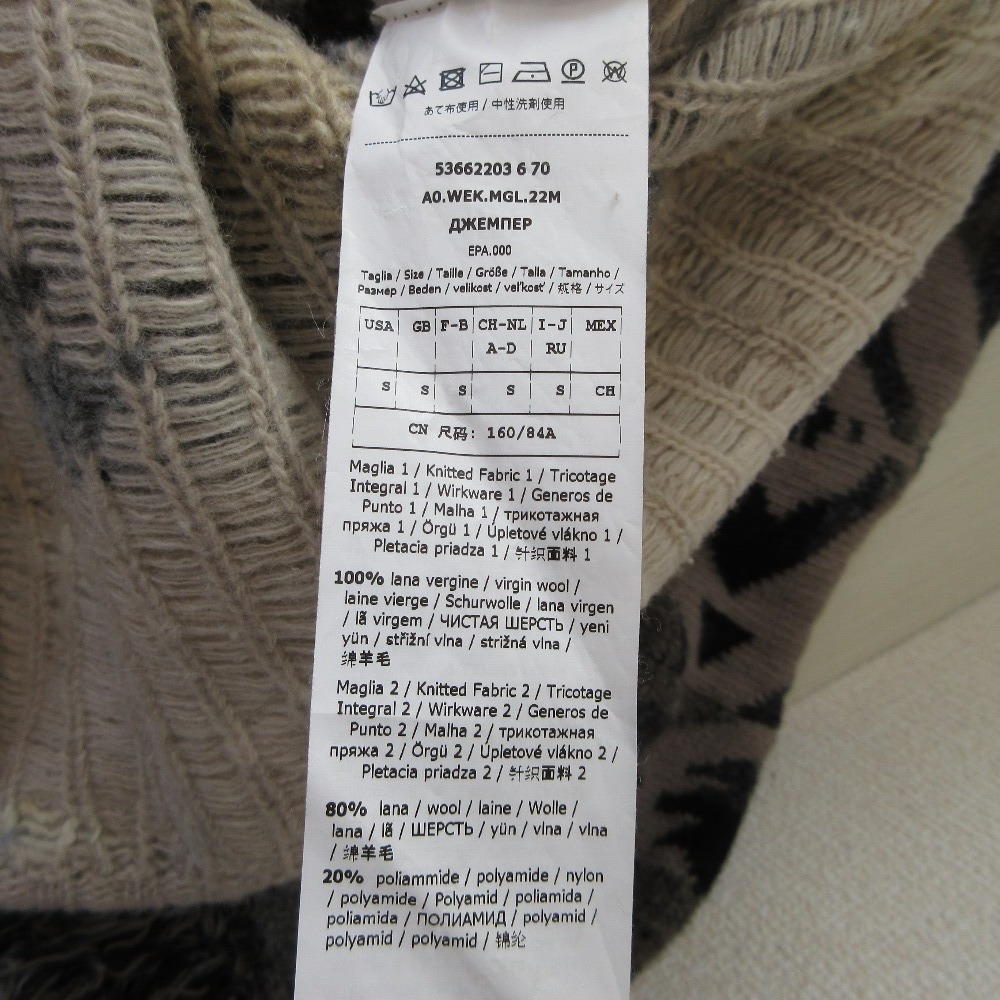 あて布使用 / 中性洗剤使用
53662203 6 70
A0.WEK.MGL.22M
ДЖЕМПЕР
EPA.000
Taglia / Size / Taille / Größe / Talla / Tamanho /
Размер / Beden / velikost / veľkosť / 规格 / サイズ
USA GB F-B CH-NL I-J MEX
A-D RU
S S S S S CH
CN 尺码: 160/84A
Maglia 1 / Knitted Fabric 1 / Tricotage
Integral 1 / Wirkware 1 / Generos de
Punto 1 / Malha 1 / трикотажная
пряжа 1 / Örgü 1 / Úpletové vlákno 1 /
Pletacia priadza 1 / 针织面料 1
100% lana vergine / virgin wool /
laine vierge / Schurwolle / lana virgen
/ lã virgem / ЧИСТАЯ ШЕРСТЬ / yeni
yün / střižní vlna / strižná vlna /
绵羊毛
Maglia 2 / Knitted Fabric 2 / Tricotage
Integral 2 / Wirkware 2 / Generos de
Punto 2 / Malha 2 / трикотажная
пряжа 2 / Örgü 2 / Úpletové vlákno 2 /
Pletacia priadza 2 / 针织面料 2
80% lana / wool / laine / Wolle /
lana / lã / ШЕРСТЬ / yün / vlna / vlna
/ 绵羊毛
20% poliammide / polyamide / nylon
/ polyamide / Polyamid / poliamida /
poliamida / ПОЛИАМИД / polyamid /
polyamid / polyamid / 锦纶